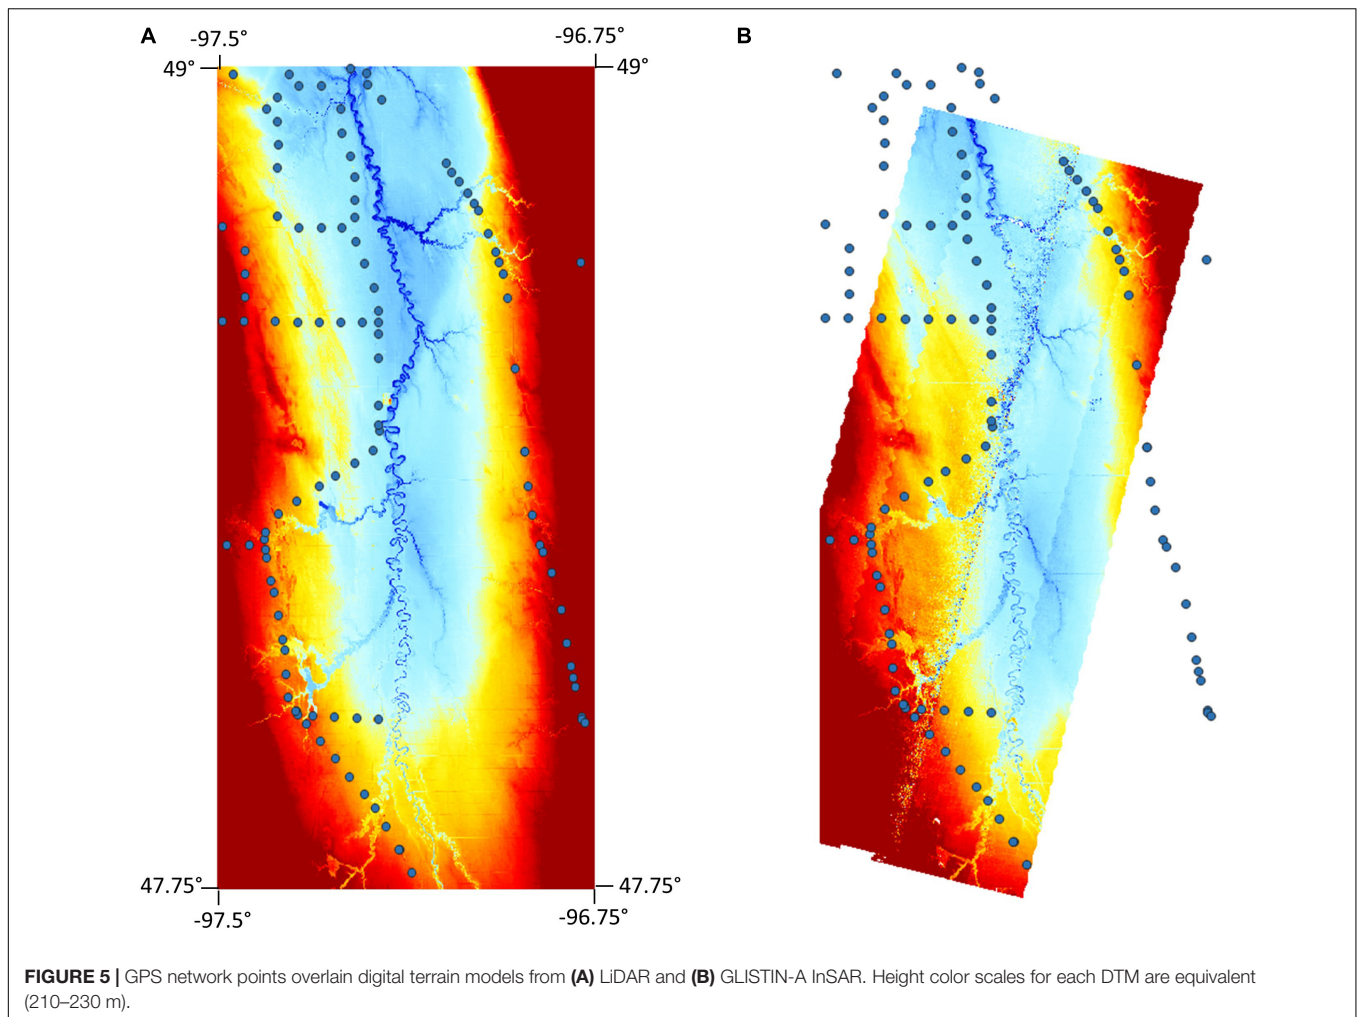 A
-97.5°
-96.75°
B
49°
49°
47.75°
47.75°
-97.5°
-96.75°
FIGURE 5 | GPS network points overlain digital terrain models from (A) LiDAR and (B) GLISTIN-A InSAR. Height color scales for each DTM are equivalent
(210–230 m).